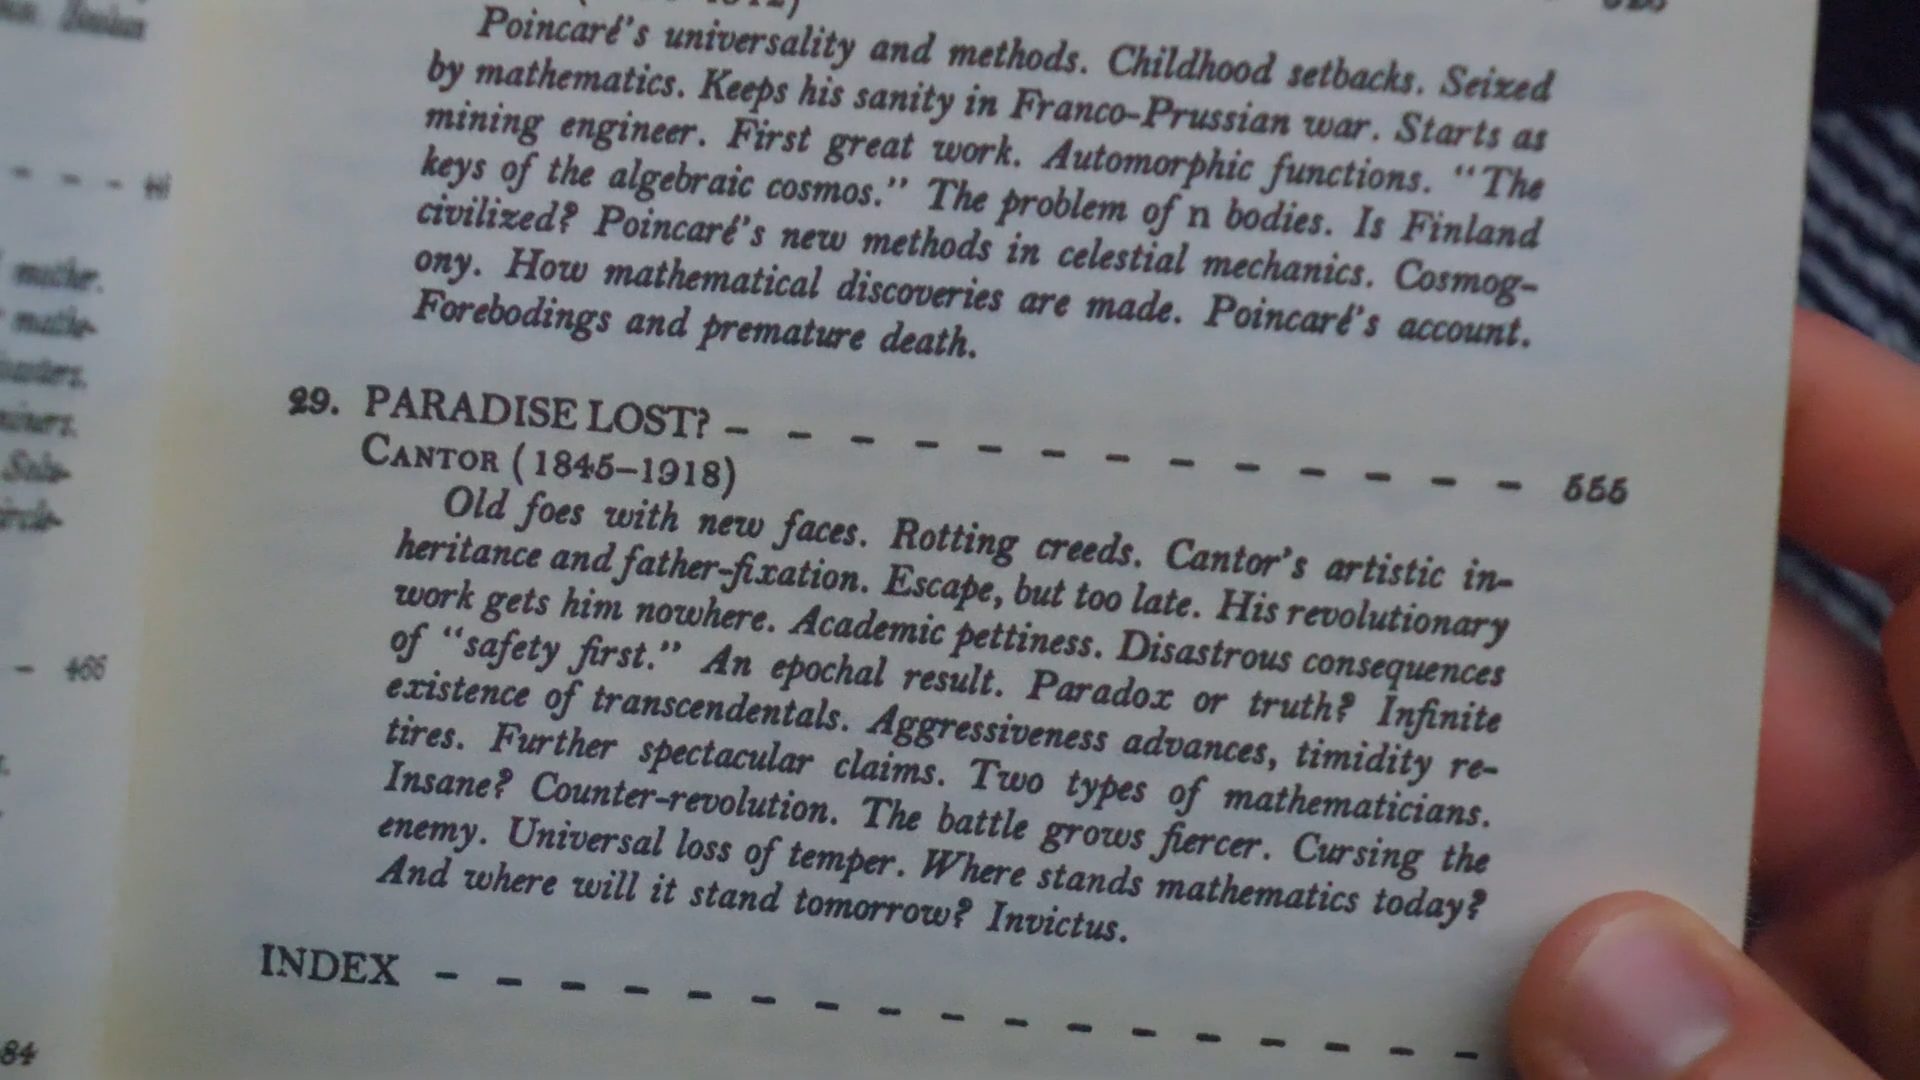 Poincaré's universality and methods. Childhood setbacks. Seized
by mathematics. Keeps his sanity in Franco-Prussian war. Starts as
mining engineer. First great work. Automorphic functions. "The
keys of the algebraic cosmos." The problem of n bodies. Is Finland
civilized? Poincaré's new methods in celestial mechanics. Cosmog-
ony. How mathematical discoveries are made. Poincaré's account.
Forebodings and premature death.
29. PARADISE LOST? – – – – – – – – – – – – – 555
CANTOR (1845–1918)
Old foes with new faces. Rotting creeds. Cantor's artistic in-
heritance and father-fixation. Escape, but too late. His revolutionary
work gets him nowhere. Academic pettiness. Disastrous consequences
of "safety first." An epochal result. Paradox or truth? Infinite
existence of transcendentals. Aggressiveness advances, timidity re-
tires. Further spectacular claims. Two types of mathematicians.
Insane? Counter-revolution. The battle grows fiercer. Cursing the
enemy. Universal loss of temper. Where stands mathematics today?
And where will it stand tomorrow? Invictus.
INDEX – – – – – – – – – – – – – – – – –